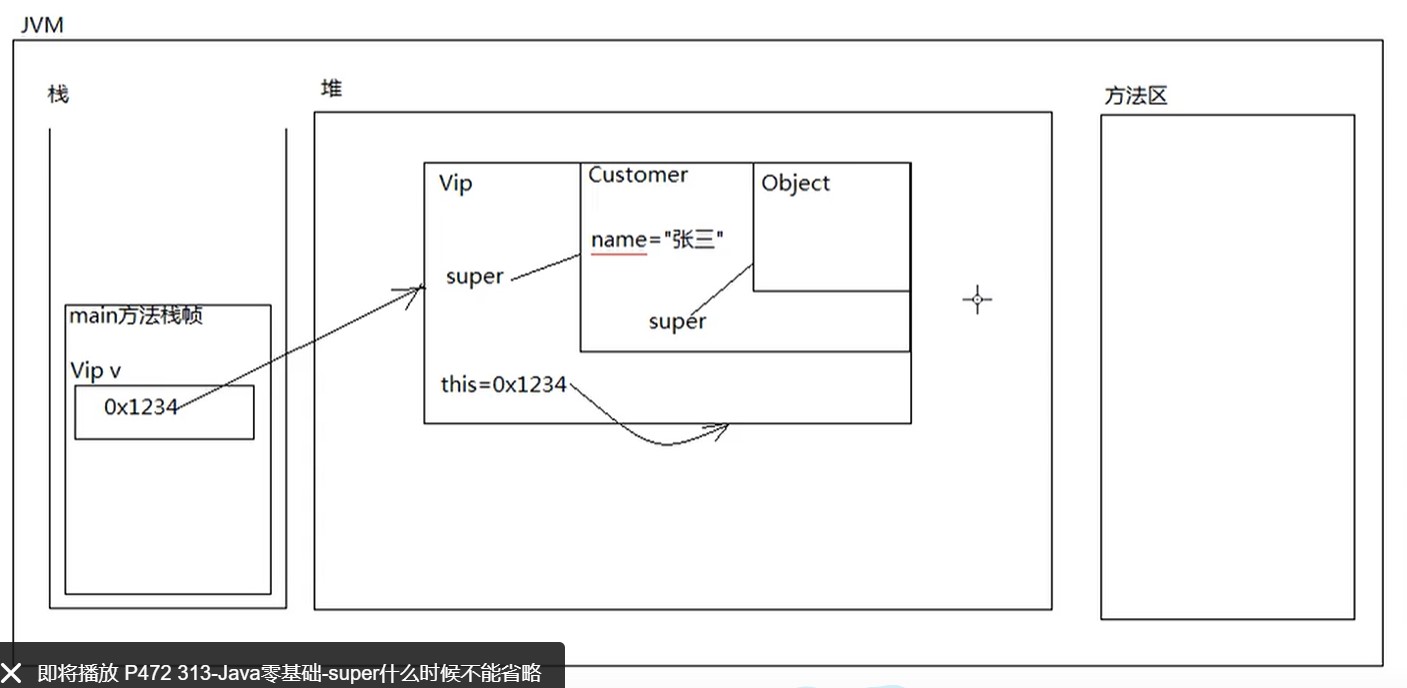 JVM
栈
堆
方法区
Vip
Customer
Object
name="张三"
super
super
main方法栈帧
Vip v
0x1234
this=0x1234
即将播放 P472 313-Java零基础-super什么时候不能省略